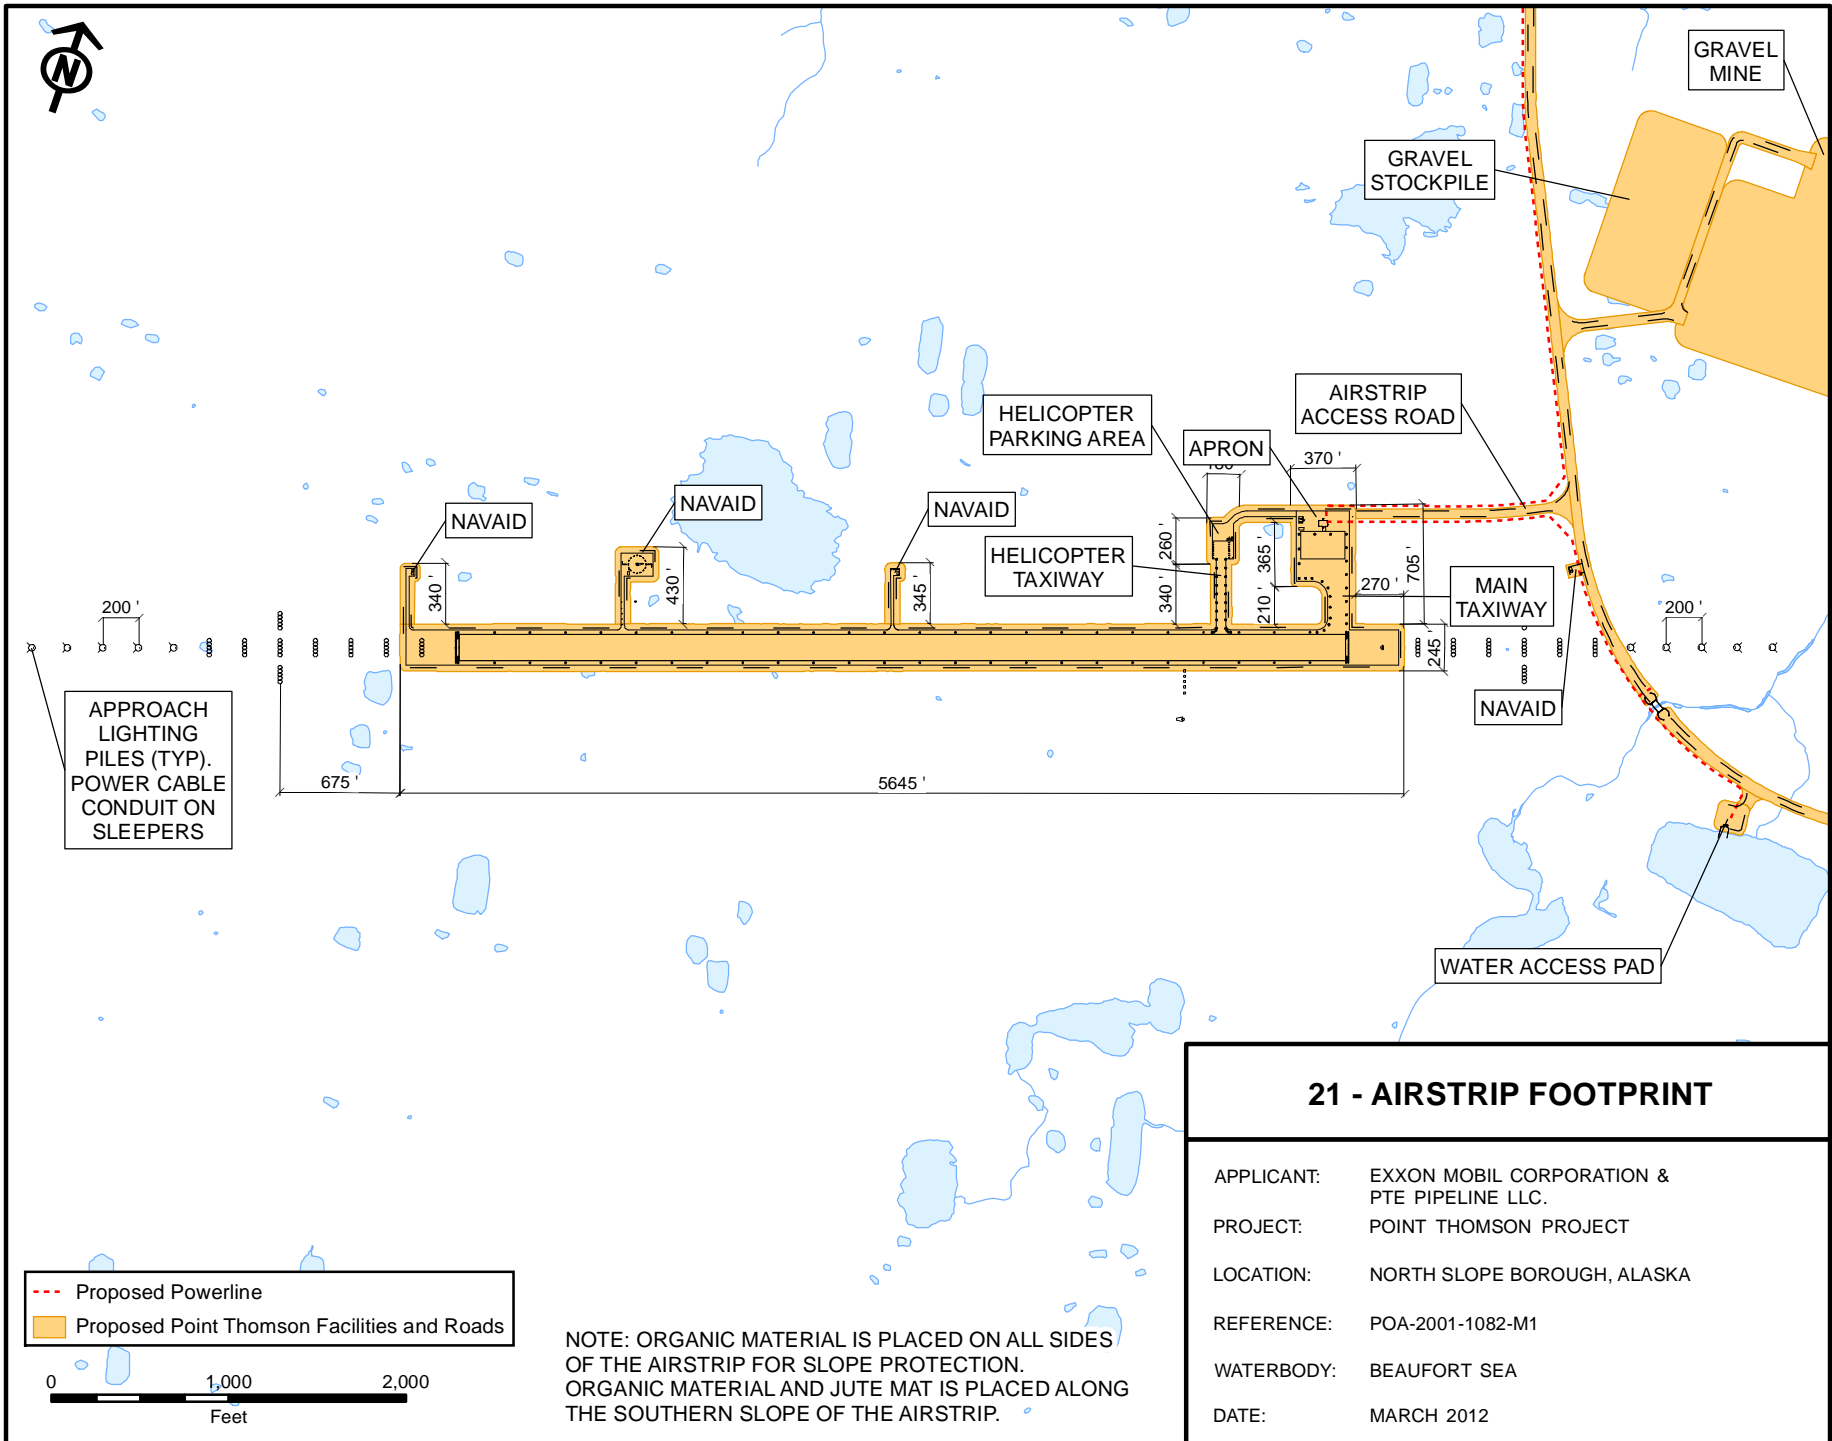 N
GRAVEL
MINE
GRAVEL
STOCKPILE
AIRSTRIP
ACCESS ROAD
HELICOPTER
PARKING AREA
APRON
370 '
NAVAID
NAVAID
NAVAID
HELICOPTER
TAXIWAY
MAIN
TAXIWAY
340 '
430 '
345 '
260 '
340 '
365 '
210 '
270 '
705 '
245 '
200 '
200 '
NAVAID
APPROACH
LIGHTING
PILES (TYP).
POWER CABLE
CONDUIT ON
SLEEPERS
675 '
5645 '
WATER ACCESS PAD
21 - AIRSTRIP FOOTPRINT
APPLICANT: EXXON MOBIL CORPORATION &
PTE PIPELINE LLC.
PROJECT: POINT THOMSON PROJECT
LOCATION: NORTH SLOPE BOROUGH, ALASKA
REFERENCE: POA-2001-1082-M1
WATERBODY: BEAUFORT SEA
DATE: MARCH 2012
Proposed Powerline
Proposed Point Thomson Facilities and Roads
0 1,000 2,000
Feet
NOTE: ORGANIC MATERIAL IS PLACED ON ALL SIDES
OF THE AIRSTRIP FOR SLOPE PROTECTION.
ORGANIC MATERIAL AND JUTE MAT IS PLACED ALONG
THE SOUTHERN SLOPE OF THE AIRSTRIP.